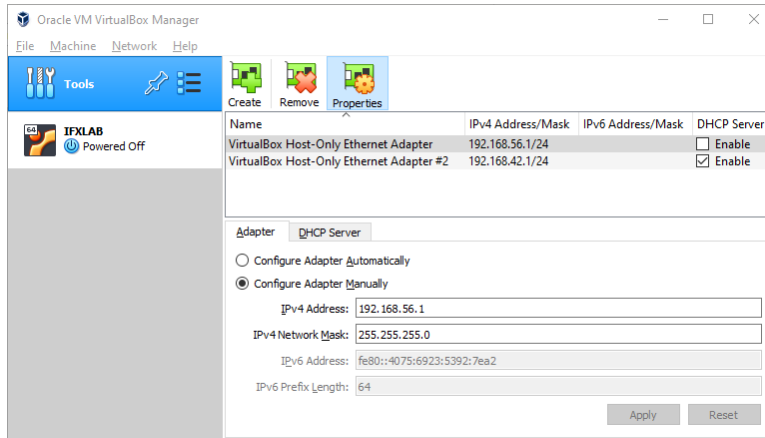 Oracle VM VirtualBox Manager
File Machine Network Help
Tools
64
IFXLAB
Powered Off
Create Remove Properties
Name IPv4 Address/Mask IPv6 Address/Mask DHCP Server
VirtualBox Host-Only Ethernet Adapter 192.168.56.1/24 Enable
VirtualBox Host-Only Ethernet Adapter #2 192.168.42.1/24 Enable
Adapter DHCP Server
Configure Adapter Automatically
Configure Adapter Manually
IPv4 Address: 192.168.56.1
IPv4 Network Mask: 255.255.255.0
IPv6 Address: fe80::4075:6923:5392:7ea2
IPv6 Prefix Length: 64
Apply Reset